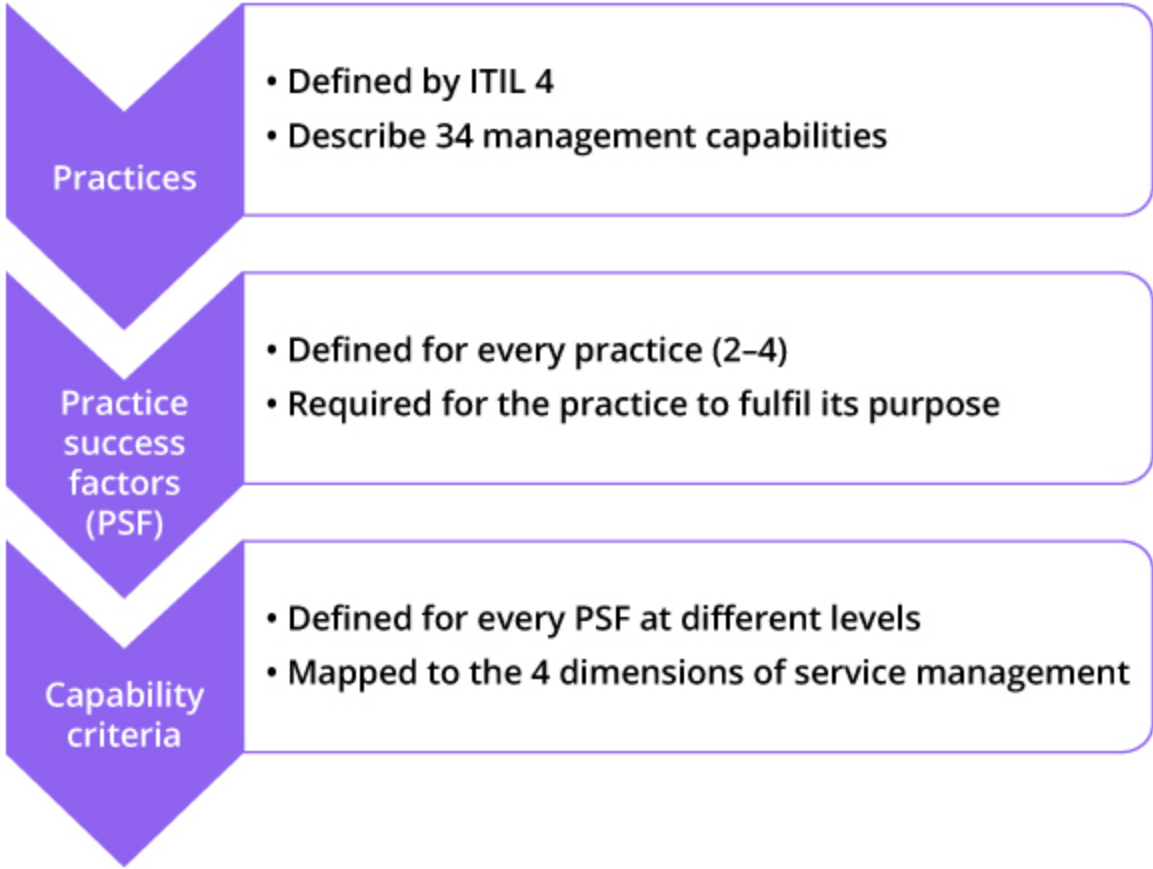 Practices
• Defined by ITIL 4
• Describe 34 management capabilities
Practice
success
factors
(PSF)
• Defined for every practice (2–4)
• Required for the practice to fulfil its purpose
Capability
criteria
• Defined for every PSF at different levels
• Mapped to the 4 dimensions of service management